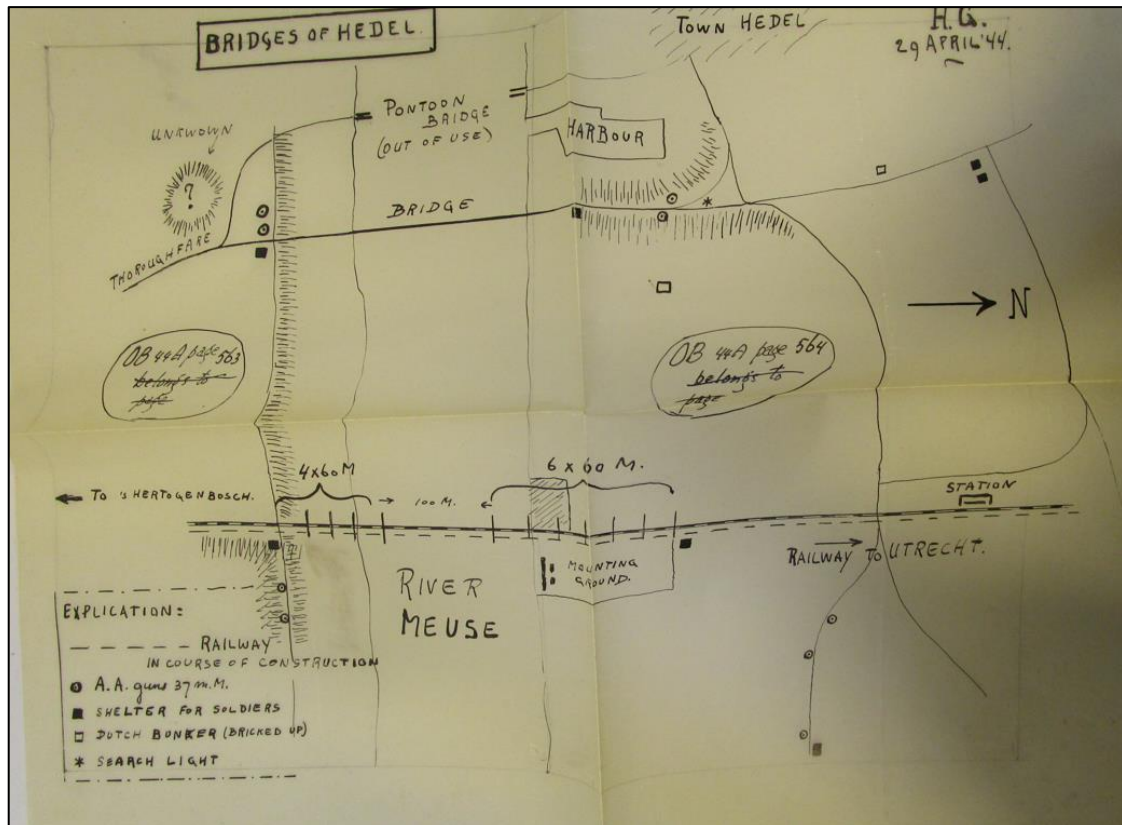 BRIDGES OF HEDEL.
TOWN HEDEL
H.G.
29 APRIL '44.
UNKWOWN
?
PONTOON
BRIDGE
(OUT OF USE)
HARBOUR
BRIDGE
THOROUGHFARE
N
OB 44A page 563
belongs to
page
OB 44A page 564
belongs to
page
4x60 M
6 x 60 M.
TO 'S HERTOGENBOSCH.
100 M.
STATION
RAILWAY TO UTRECHT.
MOUNTING
GROUND.
RIVER
MEUSE
EXPLICATION:
RAILWAY
IN COURSE OF CONSTRUCTION
A.A. guns 37 m.M.
SHELTER FOR SOLDIERS
DUTCH BUNKER (BRICKED UP)
SEARCH LIGHT